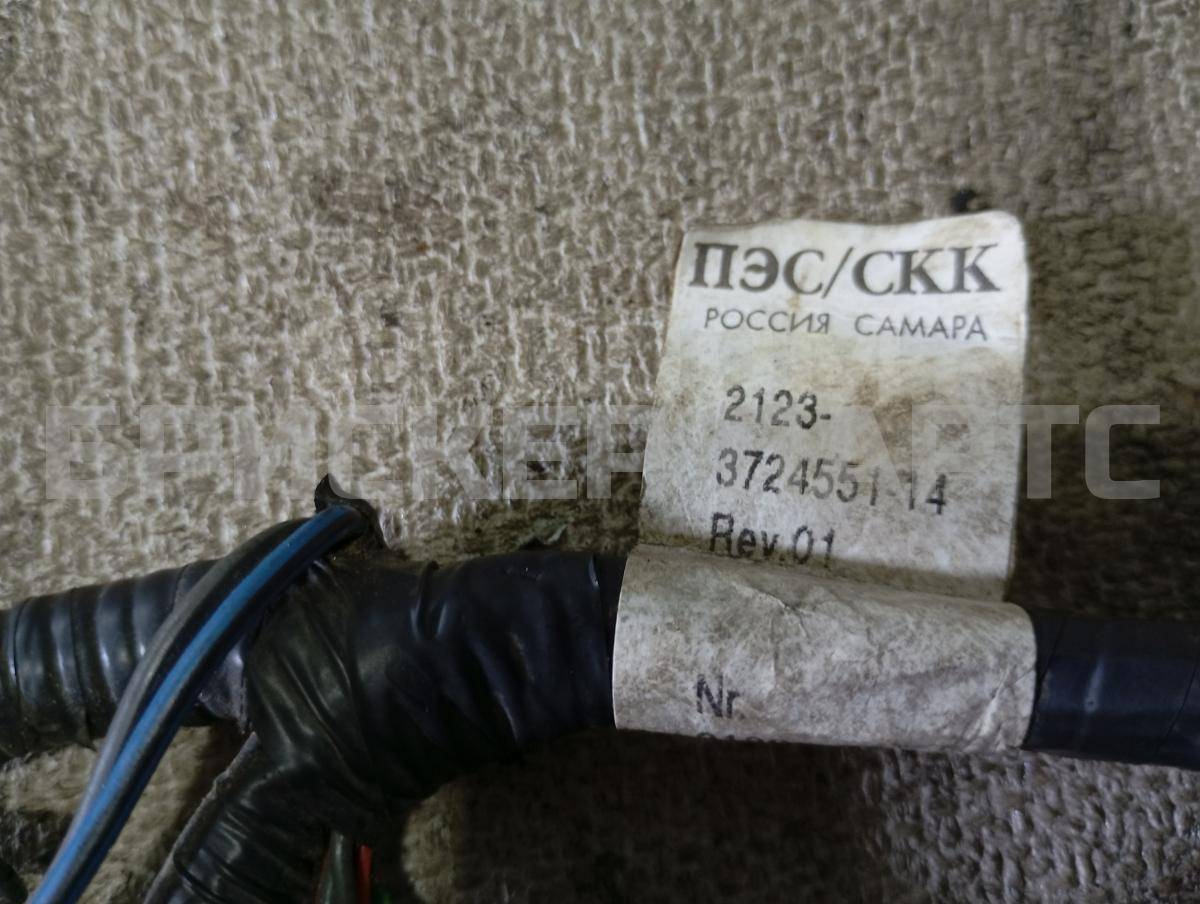 ПЭС/СКК
РОССИЯ САМАРА
2123-
3724551-14
Rev.01
Nr.